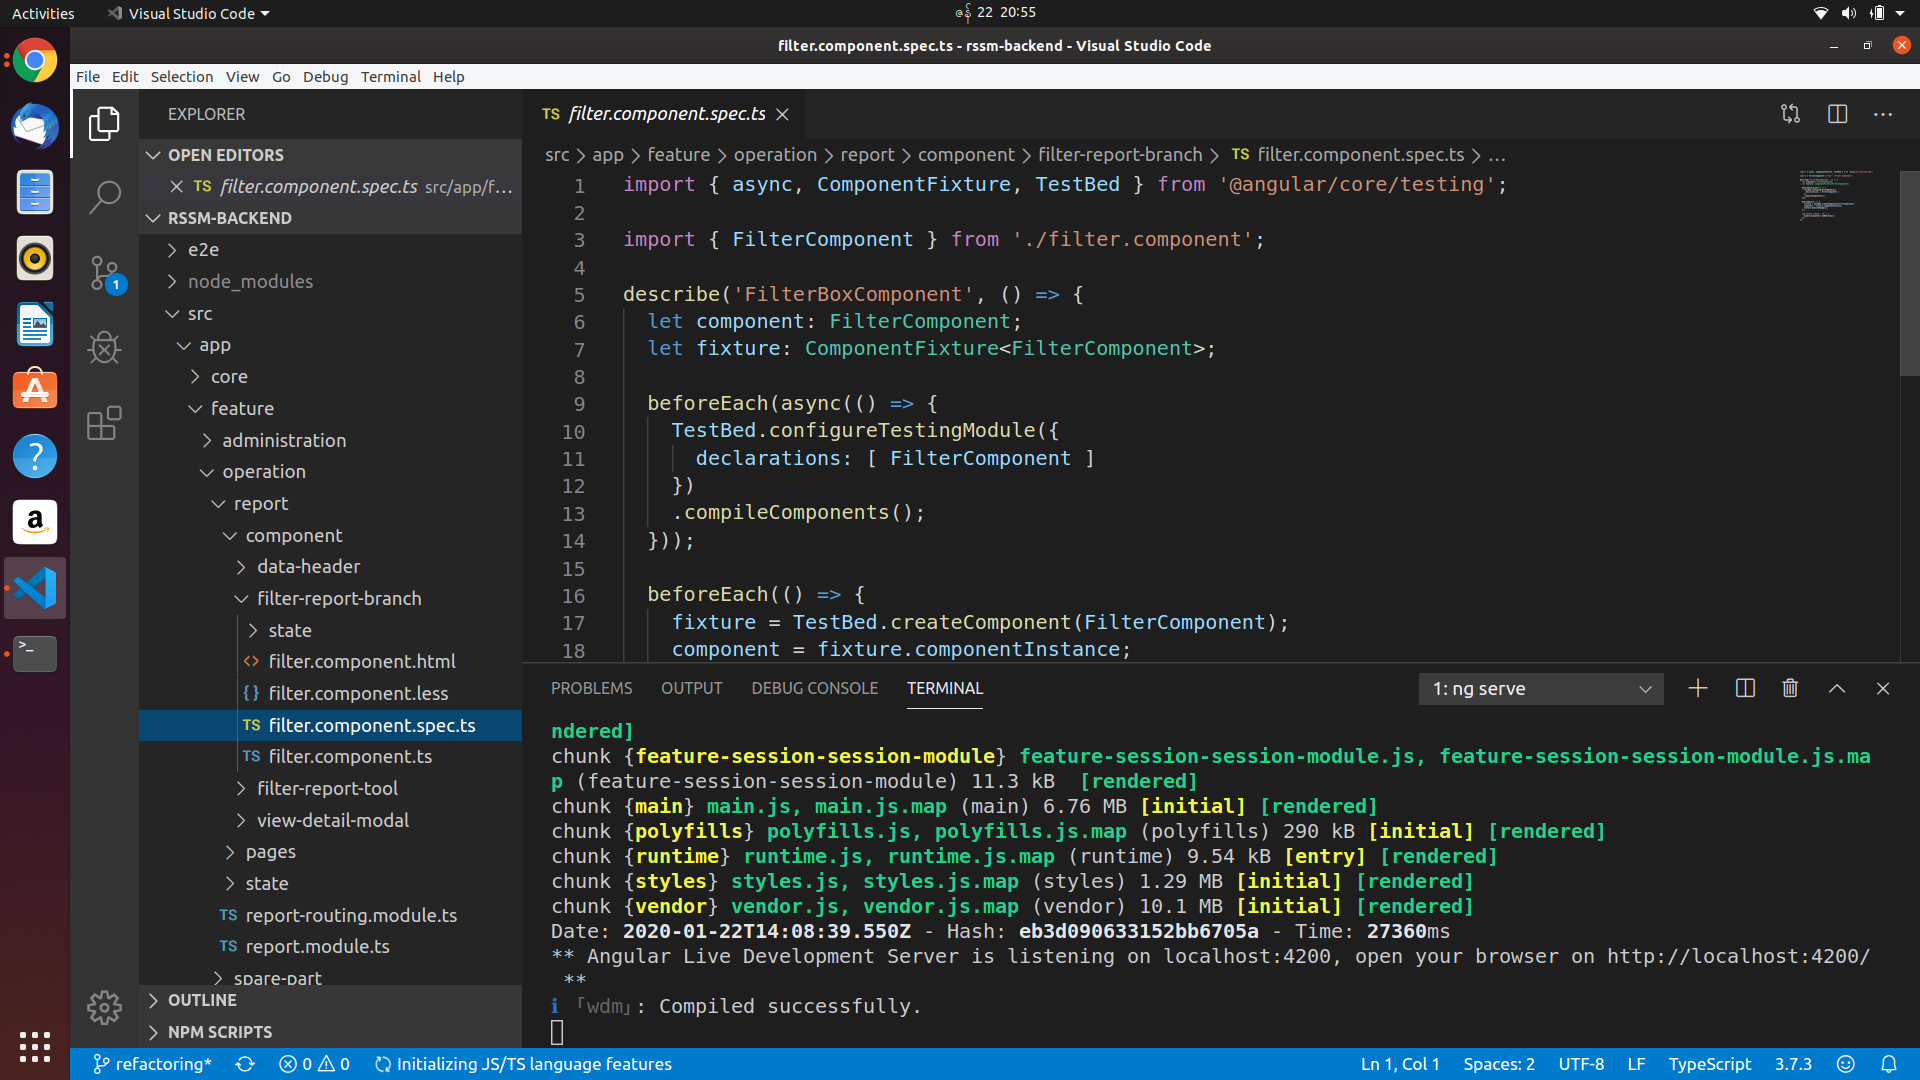 Activities
Visual Studio Code
ဇန် 22 20:55
filter.component.spec.ts - rssm-backend - Visual Studio Code
File Edit Selection View Go Debug Terminal Help
EXPLORER
OPEN EDITORS
TS filter.component.spec.ts src/app/f...
RSSM-BACKEND
e2e
node_modules
src
app
core
feature
administration
operation
report
component
data-header
filter-report-branch
state
<> filter.component.html
{} filter.component.less
TS filter.component.spec.ts
TS filter.component.ts
filter-report-tool
view-detail-modal
pages
state
TS report-routing.module.ts
TS report.module.ts
spare-part
OUTLINE
NPM SCRIPTS
1
TS filter.component.spec.ts
src > app > feature > operation > report > component > filter-report-branch > TS filter.component.spec.ts > ...
1 import { async, ComponentFixture, TestBed } from '@angular/core/testing';
2
3 import { FilterComponent } from './filter.component';
4
5 describe('FilterBoxComponent', () => {
6 let component: FilterComponent;
7 let fixture: ComponentFixture<FilterComponent>;
8
9 beforeEach(async(() => {
10 TestBed.configureTestingModule({
11 declarations: [ FilterComponent ]
12 })
13 .compileComponents();
14 }));
15
16 beforeEach(() => {
17 fixture = TestBed.createComponent(FilterComponent);
18 component = fixture.componentInstance;
PROBLEMS OUTPUT DEBUG CONSOLE TERMINAL
1: ng serve
ndered]
chunk {feature-session-session-module} feature-session-session-module.js, feature-session-session-module.js.ma
p (feature-session-session-module) 11.3 kB [rendered]
chunk {main} main.js, main.js.map (main) 6.76 MB [initial] [rendered]
chunk {polyfills} polyfills.js, polyfills.js.map (polyfills) 290 kB [initial] [rendered]
chunk {runtime} runtime.js, runtime.js.map (runtime) 9.54 kB [entry] [rendered]
chunk {styles} styles.js, styles.js.map (styles) 1.29 MB [initial] [rendered]
chunk {vendor} vendor.js, vendor.js.map (vendor) 10.1 MB [initial] [rendered]
Date: 2020-01-22T14:08:39.550Z - Hash: eb3d090633152bb6705a - Time: 27360ms
** Angular Live Development Server is listening on localhost:4200, open your browser on http://localhost:4200/
**
ℹ ｢wdm｣: Compiled successfully.
refactoring* 0 0 Initializing JS/TS language features
Ln 1, Col 1 Spaces: 2 UTF-8 LF TypeScript 3.7.3